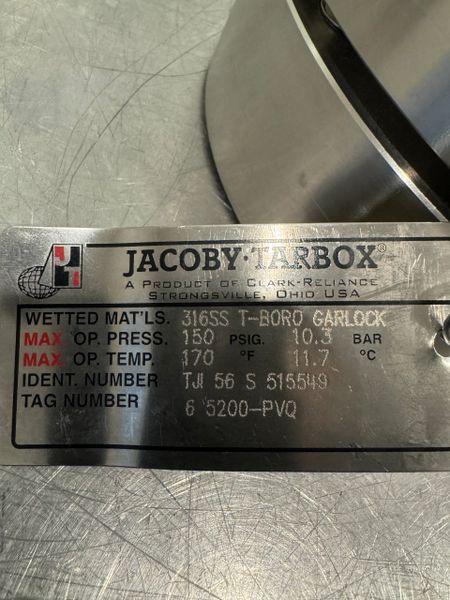 JACOBY·TARBOX®
A PRODUCT OF CLARK-RELIANCE
STRONGSVILLE, OHIO USA
WETTED MAT'LS. 316SS T-BORO GARLOCK
MAX OP. PRESS. 150 PSIG. 10.3 BAR
MAX. OP. TEMP. 170 °F 11.7 °C
IDENT. NUMBER TJI 56 S 515549
TAG NUMBER 6 5200-PVQ